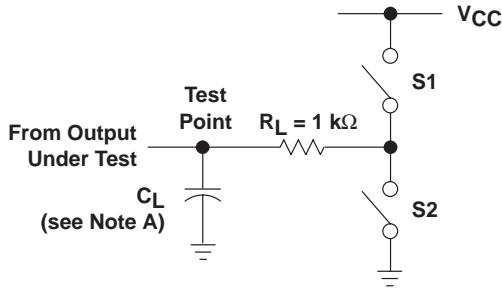 VCC
S1
Test
Point
RL = 1 kΩ
From Output
Under Test
CL
(see Note A)
S2